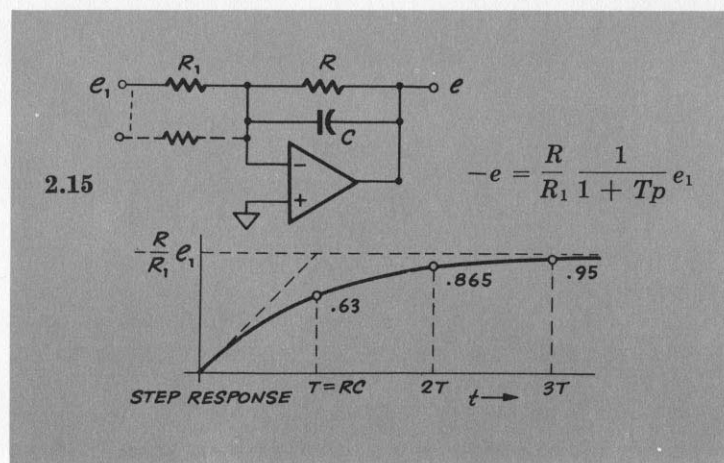 R₁
R
e₁
e
C
−
+
2.15
−e = R/R₁ 1/(1 + Tp) e₁
−R/R₁ e₁
.63
.865
.95
STEP RESPONSE
T=RC
2T
t→
3T